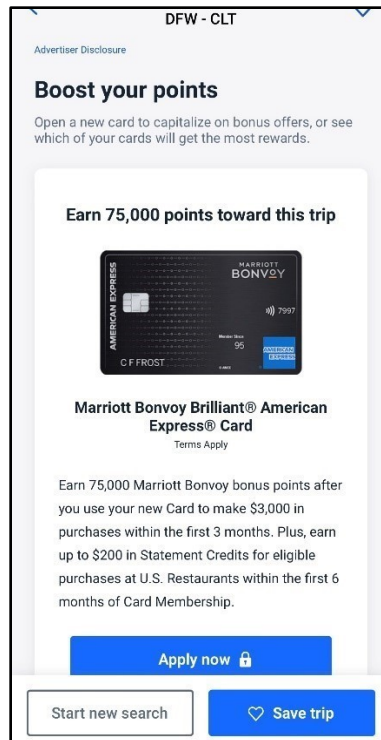 DFW - CLT
Advertiser Disclosure
Boost your points
Open a new card to capitalize on bonus offers, or see
which of your cards will get the most rewards.
Earn 75,000 points toward this trip
MARRIOTT
BONVOY
AMERICAN EXPRESS
7997
Member Since
95
AMERICAN
EXPRESS
C F FROST
Marriott Bonvoy Brilliant® American
Express® Card
Terms Apply
Earn 75,000 Marriott Bonvoy bonus points after
you use your new Card to make $3,000 in
purchases within the first 3 months. Plus, earn
up to $200 in Statement Credits for eligible
purchases at U.S. Restaurants within the first 6
months of Card Membership.
Apply now
Start new search
Save trip